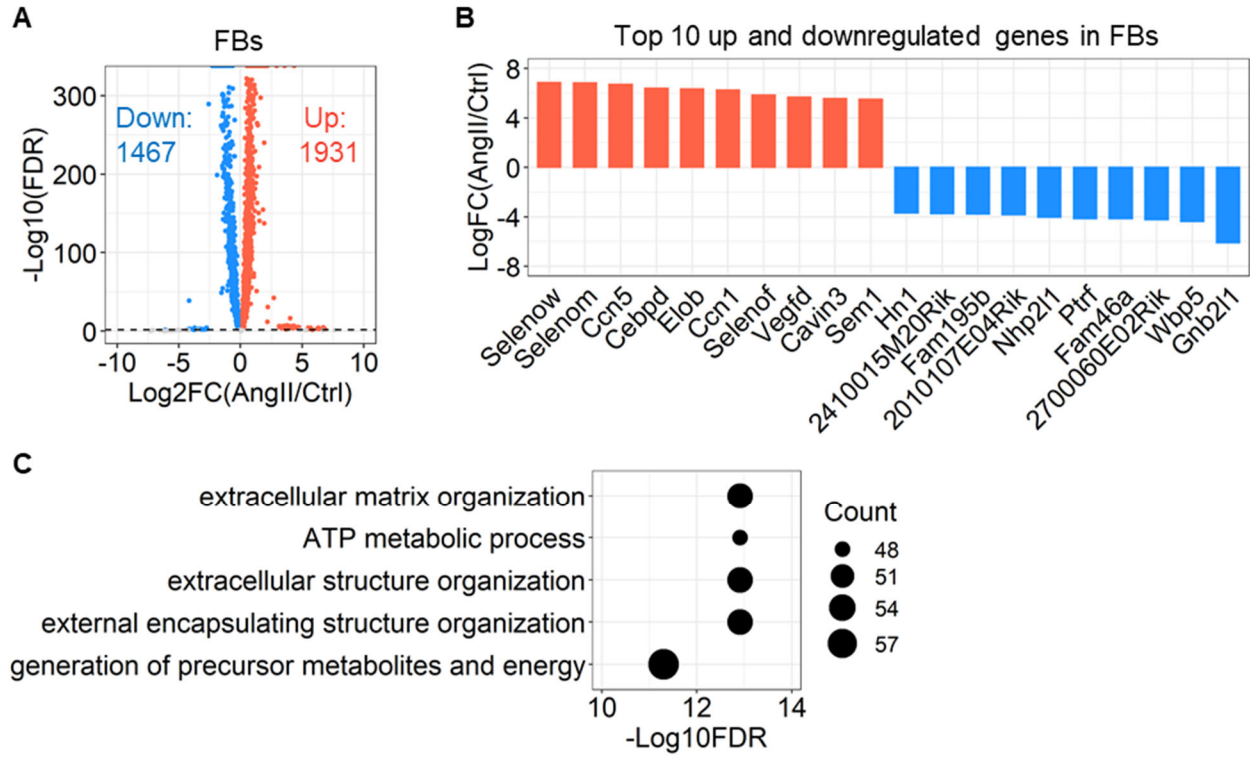 A
FBs
-Log10(FDR)
300
200
100
0
Down:
1467
Up:
1931
-10 -5 0 5 10
Log2FC(AngII/Ctrl)
B
Top 10 up and downregulated genes in FBs
LogFC(AngII/Ctrl)
8
4
0
-4
-8
Selenow
Selenom
Ccn5
Cebpd
Elob
Ccn1
Selenof
Vegfd
Cavin3
Sem1
Hn1
2410015M20Rik
Fam195b
2010107E04Rik
Nhp2l1
Ptrf
Fam46a
2700060E02Rik
Wbp5
Gnb2l1
C
extracellular matrix organization
ATP metabolic process
extracellular structure organization
external encapsulating structure organization
generation of precursor metabolites and energy
10 12 14
-Log10FDR
Count
48
51
54
57